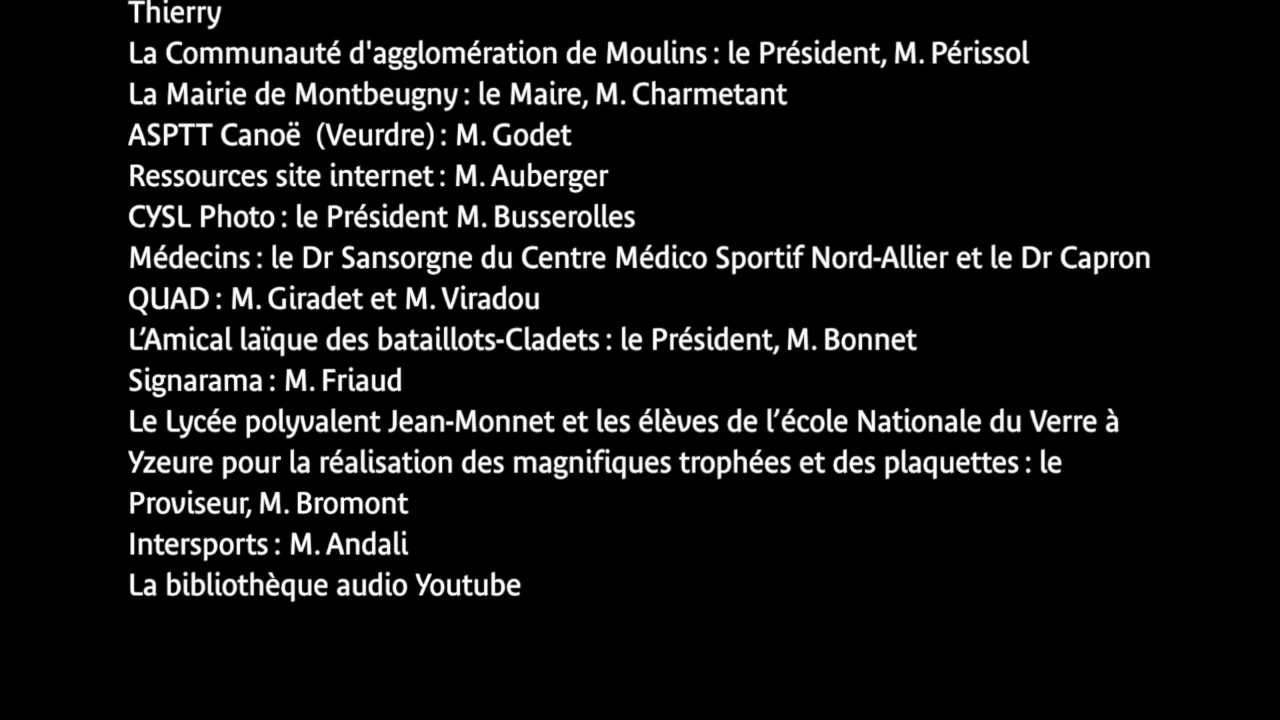 Thierry
La Communauté d'agglomération de Moulins : le Président, M. Périssol
La Mairie de Montbeugny : le Maire, M. Charmetant
ASPTT Canoë  (Veurdre) : M. Godet
Ressources site internet : M. Auberger
CYSL Photo : le Président M. Busserolles
Médecins : le Dr Sansorgne du Centre Médico Sportif Nord-Allier et le Dr Capron
QUAD : M. Giradet et M. Viradou
L’Amical laïque des bataillots-Cladets : le Président, M. Bonnet
Signarama : M. Friaud
Le Lycée polyvalent Jean-Monnet et les élèves de l’école Nationale du Verre à
Yzeure pour la réalisation des magnifiques trophées et des plaquettes : le
Proviseur, M. Bromont
Intersports : M. Andali
La bibliothèque audio Youtube